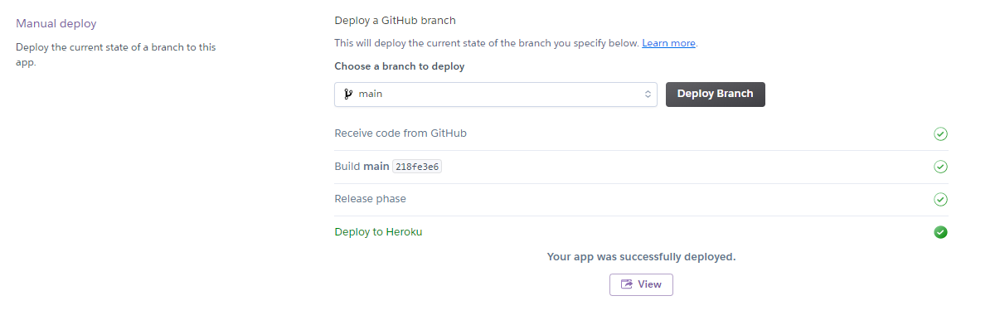 Manual deploy
Deploy the current state of a branch to this
app.
Deploy a GitHub branch
This will deploy the current state of the branch you specify below. Learn more.
Choose a branch to deploy
main
Deploy Branch
Receive code from GitHub
Build main 218fe3e6
Release phase
Deploy to Heroku
Your app was successfully deployed.
View